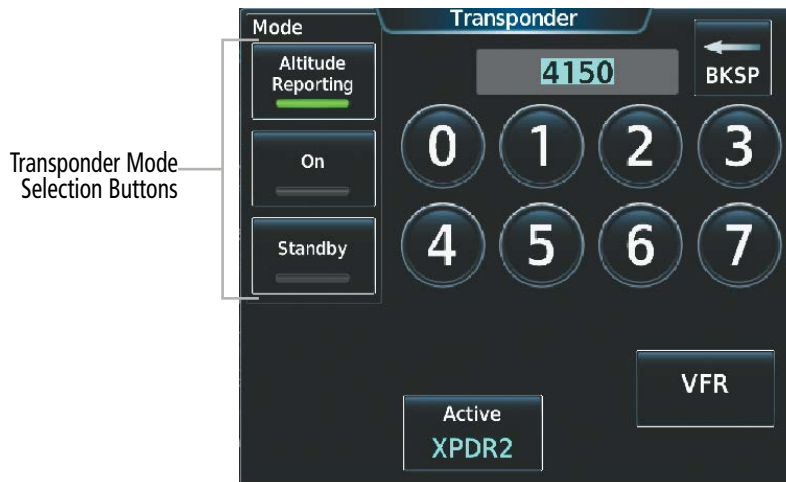 Transponder Mode
Selection Buttons
Mode
Transponder
Altitude
Reporting
On
Standby
4150
BKSP
0 1 2 3
4 5 6 7
VFR
Active
XPDR2